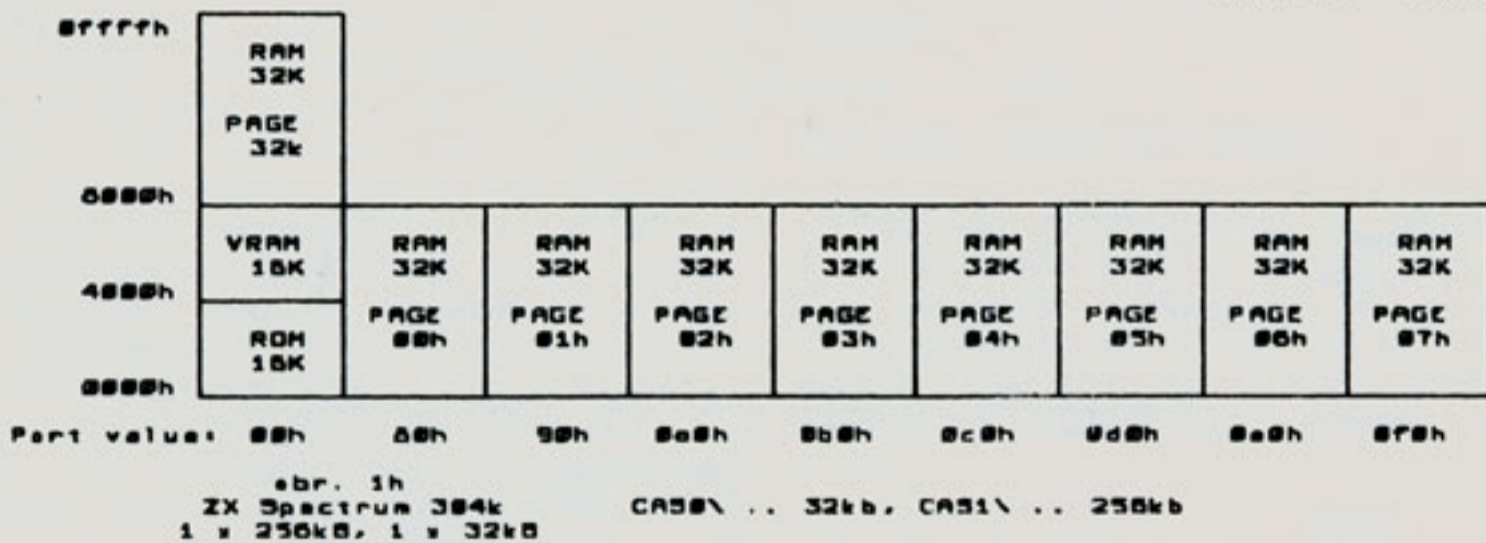 0ffffh
RAM
32K
PAGE
32k
8000h
VRAM RAM RAM RAM RAM RAM RAM RAM RAM
16K 32K 32K 32K 32K 32K 32K 32K 32K
4000h
PAGE PAGE PAGE PAGE PAGE PAGE PAGE PAGE
ROM 00h 01h 02h 03h 04h 05h 06h 07h
16K
0000h
Port value: 00h 80h 90h 0a0h 0b0h 0c0h 0d0h 0e0h 0f0h
obr. 1h
ZX Spectrum 304k CAS0\ .. 32kb, CAS1\ .. 256kb
1 x 256kB, 1 x 32kB